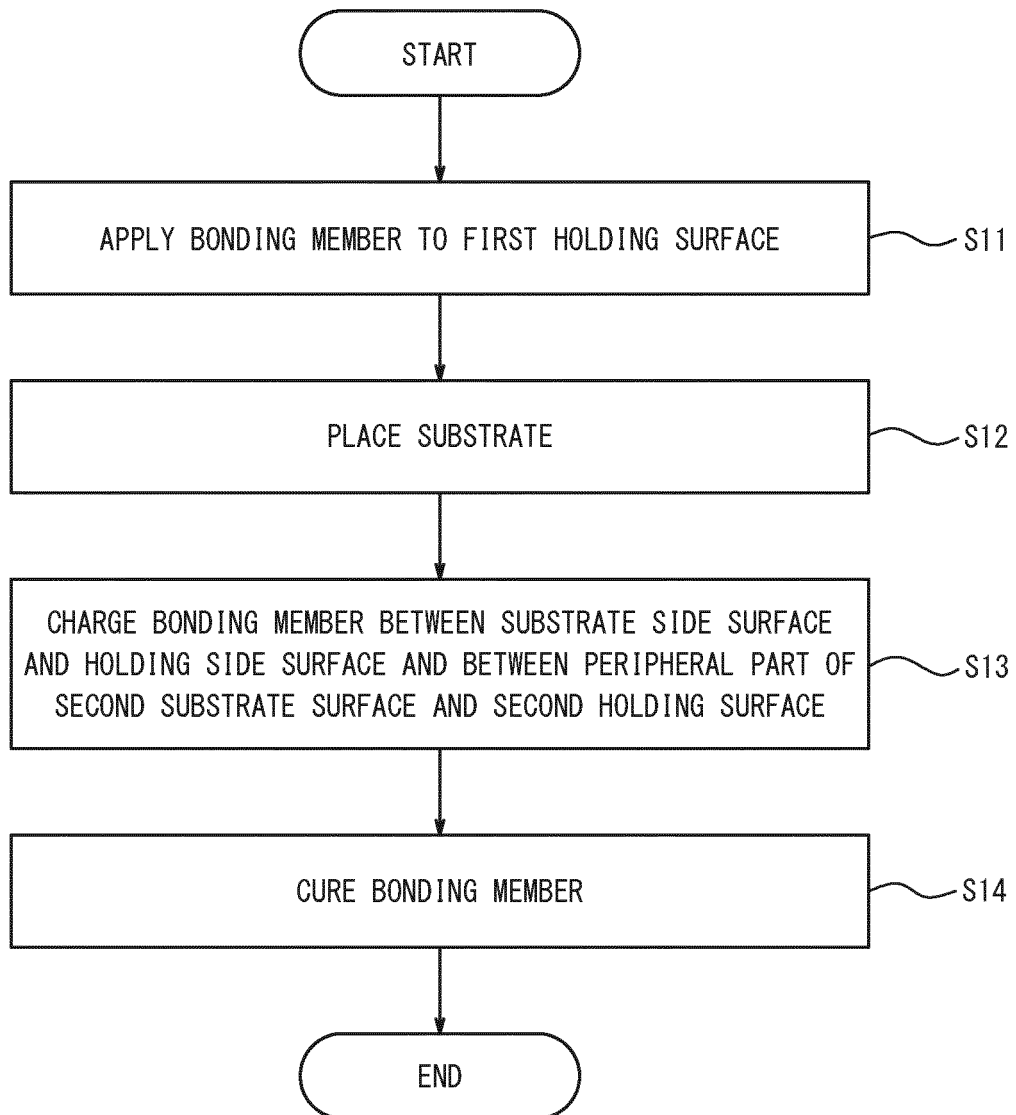 START
APPLY BONDING MEMBER TO FIRST HOLDING SURFACE
S11
PLACE SUBSTRATE
S12
CHARGE BONDING MEMBER BETWEEN SUBSTRATE SIDE SURFACE
AND HOLDING SIDE SURFACE AND BETWEEN PERIPHERAL PART OF
SECOND SUBSTRATE SURFACE AND SECOND HOLDING SURFACE
S13
CURE BONDING MEMBER
S14
END